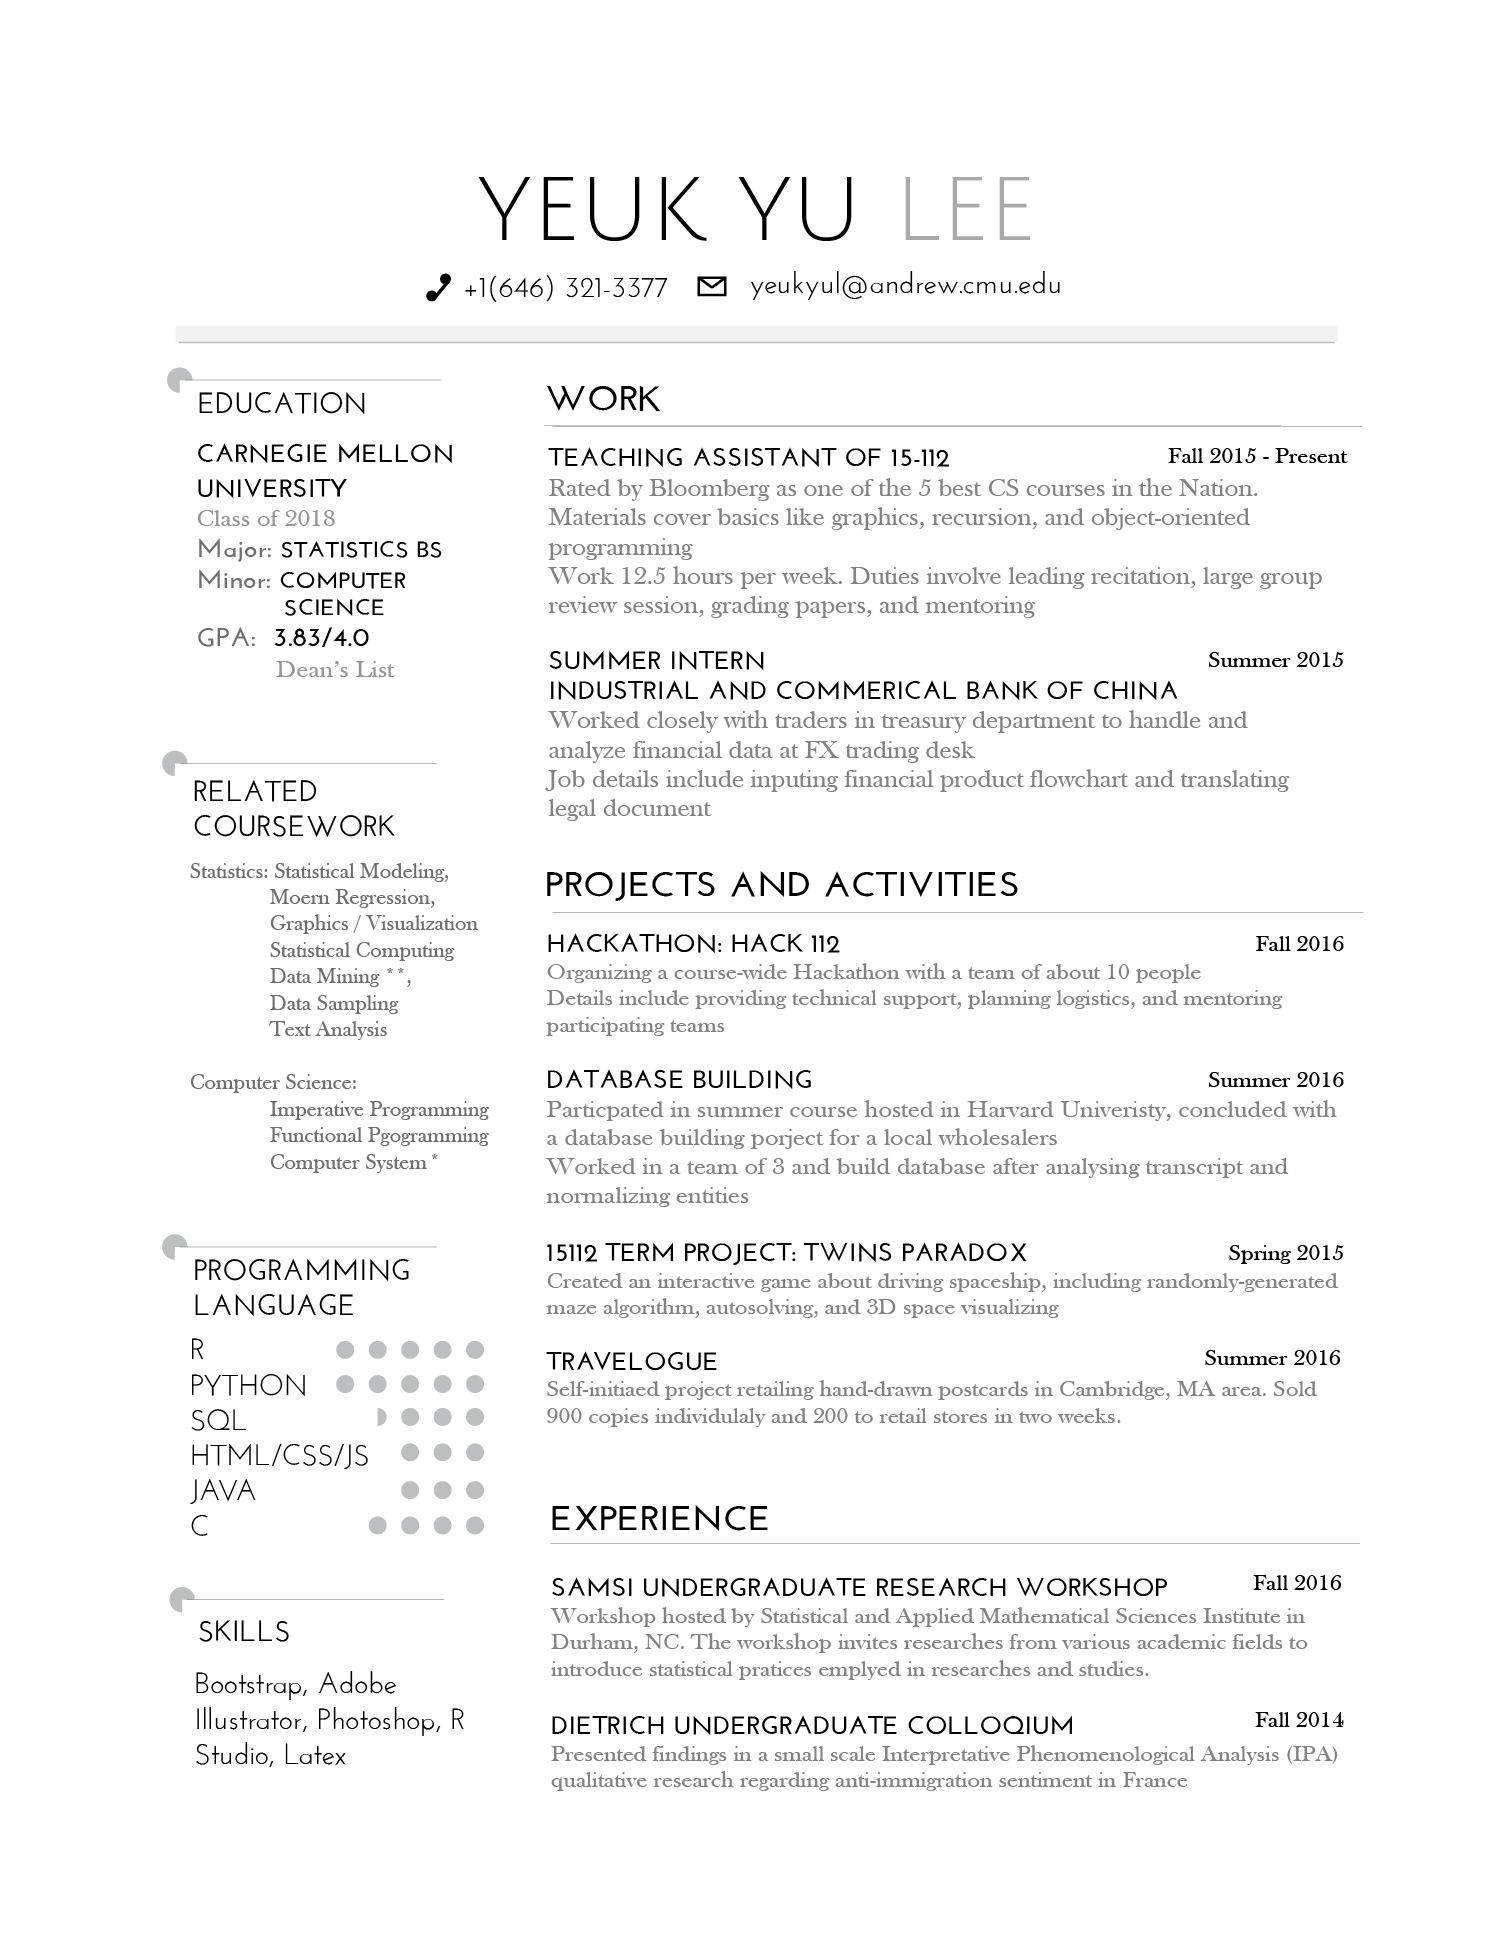 YEUK YU LEE
+1(646) 321-3377 yeukyul@andrew.cmu.edu
EDUCATION
CARNEGIE MELLON
UNIVERSITY
Class of 2018
Major: STATISTICS BS
Minor: COMPUTER
SCIENCE
GPA: 3.83/4.0
Dean's List
RELATED
COURSEWORK
Statistics: Statistical Modeling,
Moern Regression,
Graphics / Visualization
Statistical Computing
Data Mining **,
Data Sampling
Text Analysis
Computer Science:
Imperative Programming
Functional Pgogramming
Computer System *
PROGRAMMING
LANGUAGE
R
PYTHON
SQL
HTML/CSS/JS
JAVA
C
SKILLS
Bootstrap, Adobe
Illustrator, Photoshop, R
Studio, Latex
WORK
TEACHING ASSISTANT OF 15-112 Fall 2015 - Present
Rated by Bloomberg as one of the 5 best CS courses in the Nation.
Materials cover basics like graphics, recursion, and object-oriented
programming
Work 12.5 hours per week. Duties involve leading recitation, large group
review session, grading papers, and mentoring
SUMMER INTERN Summer 2015
INDUSTRIAL AND COMMERICAL BANK OF CHINA
Worked closely with traders in treasury department to handle and
analyze financial data at FX trading desk
Job details include inputing financial product flowchart and translating
legal document
PROJECTS AND ACTIVITIES
HACKATHON: HACK 112 Fall 2016
Organizing a course-wide Hackathon with a team of about 10 people
Details include providing technical support, planning logistics, and mentoring
participating teams
DATABASE BUILDING Summer 2016
Particpated in summer course hosted in Harvard Univeristy, concluded with
a database building porject for a local wholesalers
Worked in a team of 3 and build database after analysing transcript and
normalizing entities
15112 TERM PROJECT: TWINS PARADOX Spring 2015
Created an interactive game about driving spaceship, including randomly-generated
maze algorithm, autosolving, and 3D space visualizing
TRAVELOGUE Summer 2016
Self-initiaed project retailing hand-drawn postcards in Cambridge, MA area. Sold
900 copies individulaly and 200 to retail stores in two weeks.
EXPERIENCE
SAMSI UNDERGRADUATE RESEARCH WORKSHOP Fall 2016
Workshop hosted by Statistical and Applied Mathematical Sciences Institute in
Durham, NC. The workshop invites researches from various academic fields to
introduce statistical pratices emplyed in researches and studies.
DIETRICH UNDERGRADUATE COLLOQIUM Fall 2014
Presented findings in a small scale Interpretative Phenomenological Analysis (IPA)
qualitative research regarding anti-immigration sentiment in France